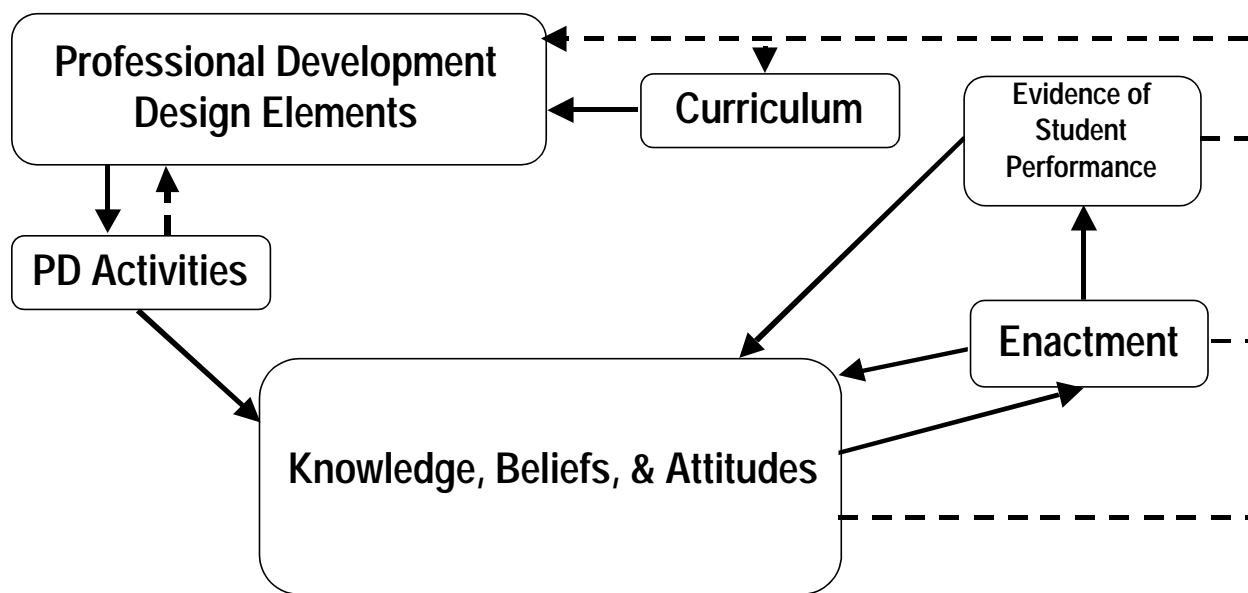 Professional Development
Design Elements
Curriculum
Evidence of
Student
Performance
PD Activities
Enactment
Knowledge, Beliefs, & Attitudes